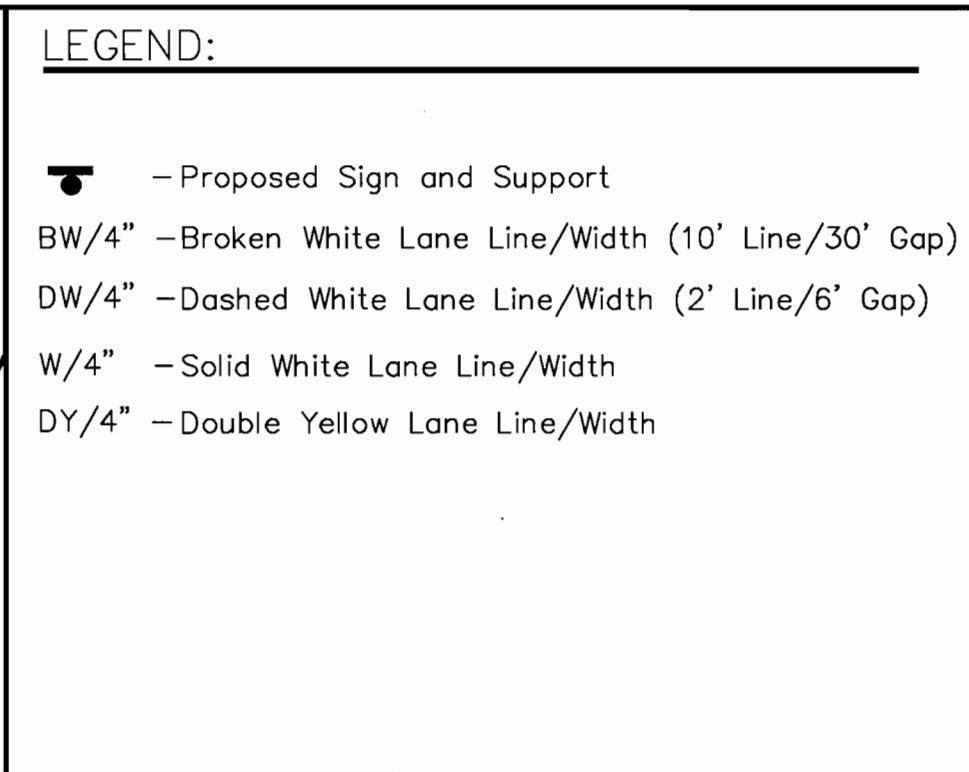 LEGEND:
– Proposed Sign and Support
BW/4" – Broken White Lane Line/Width (10' Line/30' Gap)
DW/4" – Dashed White Lane Line/Width (2' Line/6' Gap)
W/4" – Solid White Lane Line/Width
DY/4" – Double Yellow Lane Line/Width